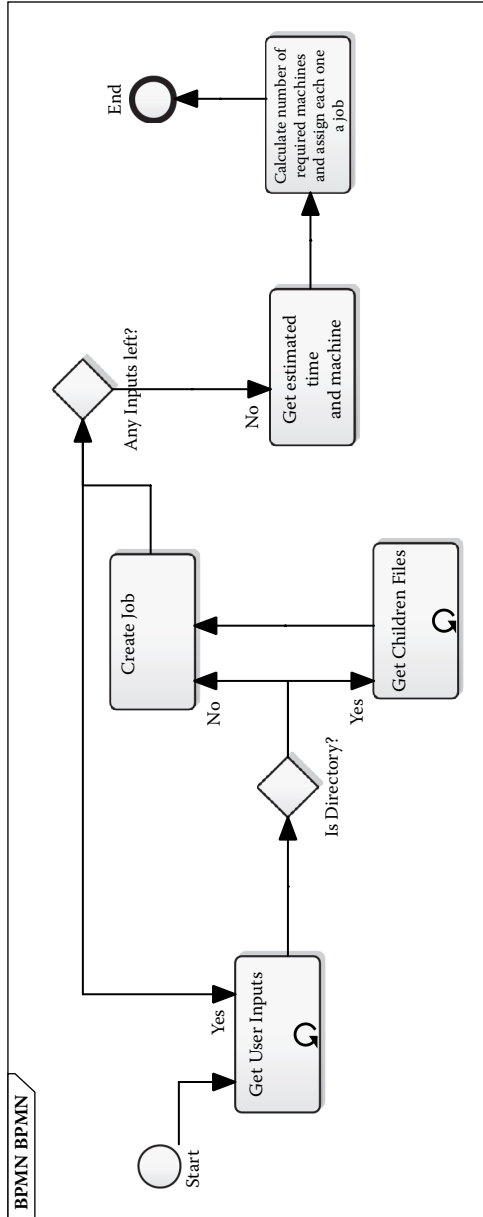 BPMN BPMN
Start
Get User Inputs
Yes
Is Directory?
No
Yes
Create Job
Get Children Files
Any Inputs left?
No
Get estimated
time
and machine
Calculate number of
required machines
and assign each one
a job
End